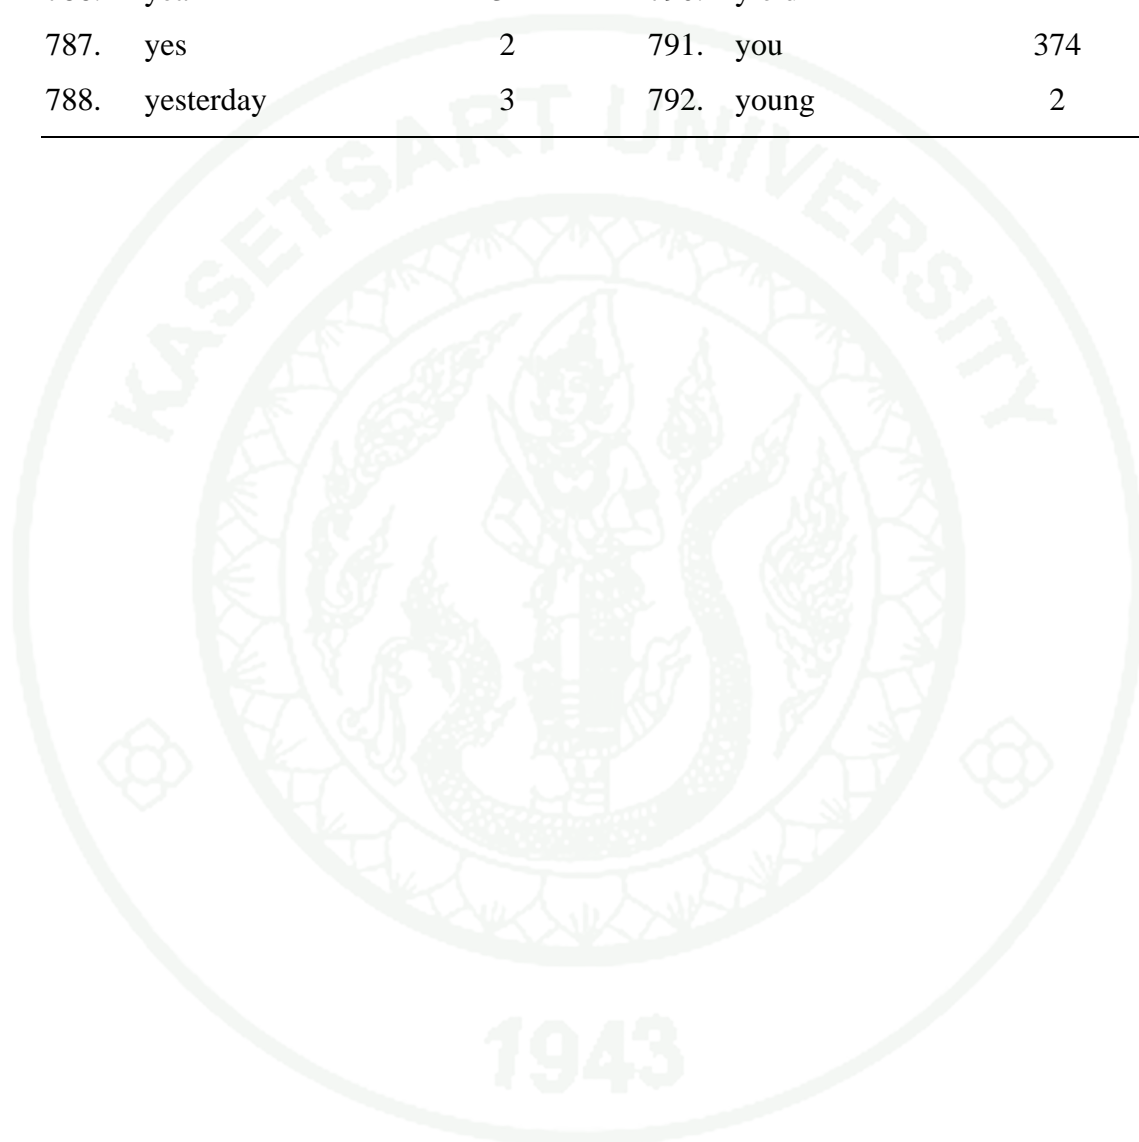 787. yes 2 791. you 374
788. yesterday 3 792. young 2
KASETSART UNIVERSITY
1943